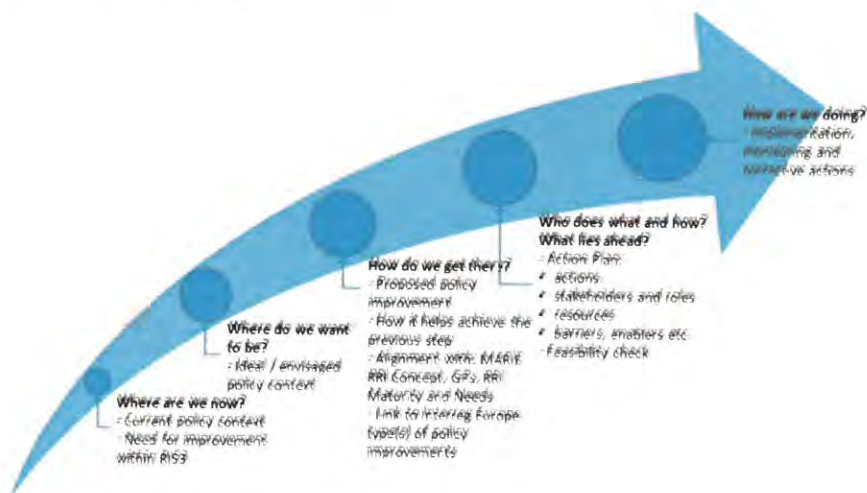 Where are we now?
- Current policy context
- Need for improvement
within RIS3
Where do we want
to be?
- Ideal / envisaged
policy context
How do we get there?
- Proposed policy
improvement
- How it helps achieve the
previous step
- Alignment with: MARIE
RRI Concept, GPs, RRI
Maturity and Needs
- Link to Interreg Europe
type(s) of policy
improvements
Who does what and how?
What lies ahead?
- Action Plan:
• actions
• stakeholders and roles
• resources
• barriers, enablers etc
- Feasibility check
How are we doing?
- Implementation,
monitoring and
corrective actions